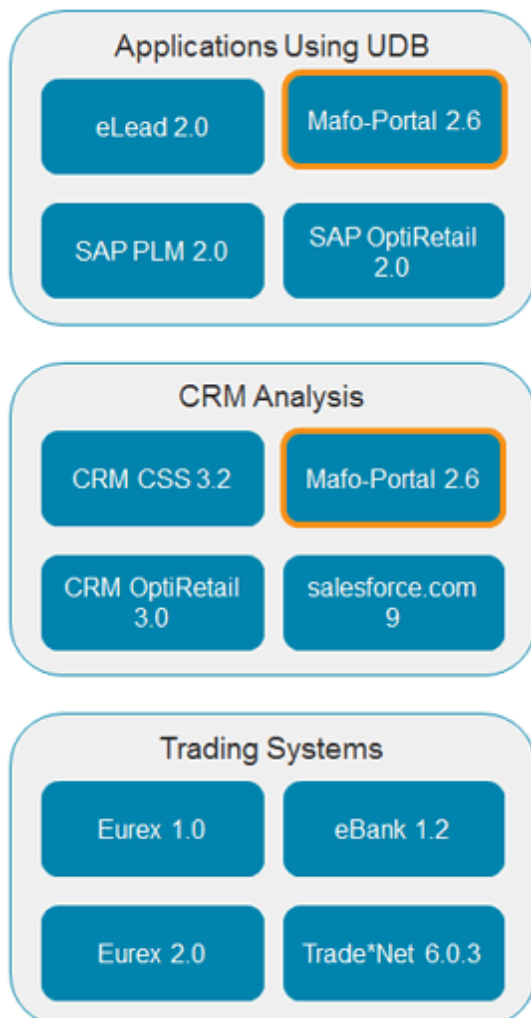 Applications Using UDB
eLead 2.0
Mafo-Portal 2.6
SAP PLM 2.0
SAP OptiRetail
2.0
CRM Analysis
CRM CSS 3.2
Mafo-Portal 2.6
CRM OptiRetail
3.0
salesforce.com
9
Trading Systems
Eurex 1.0
eBank 1.2
Eurex 2.0
Trade*Net 6.0.3